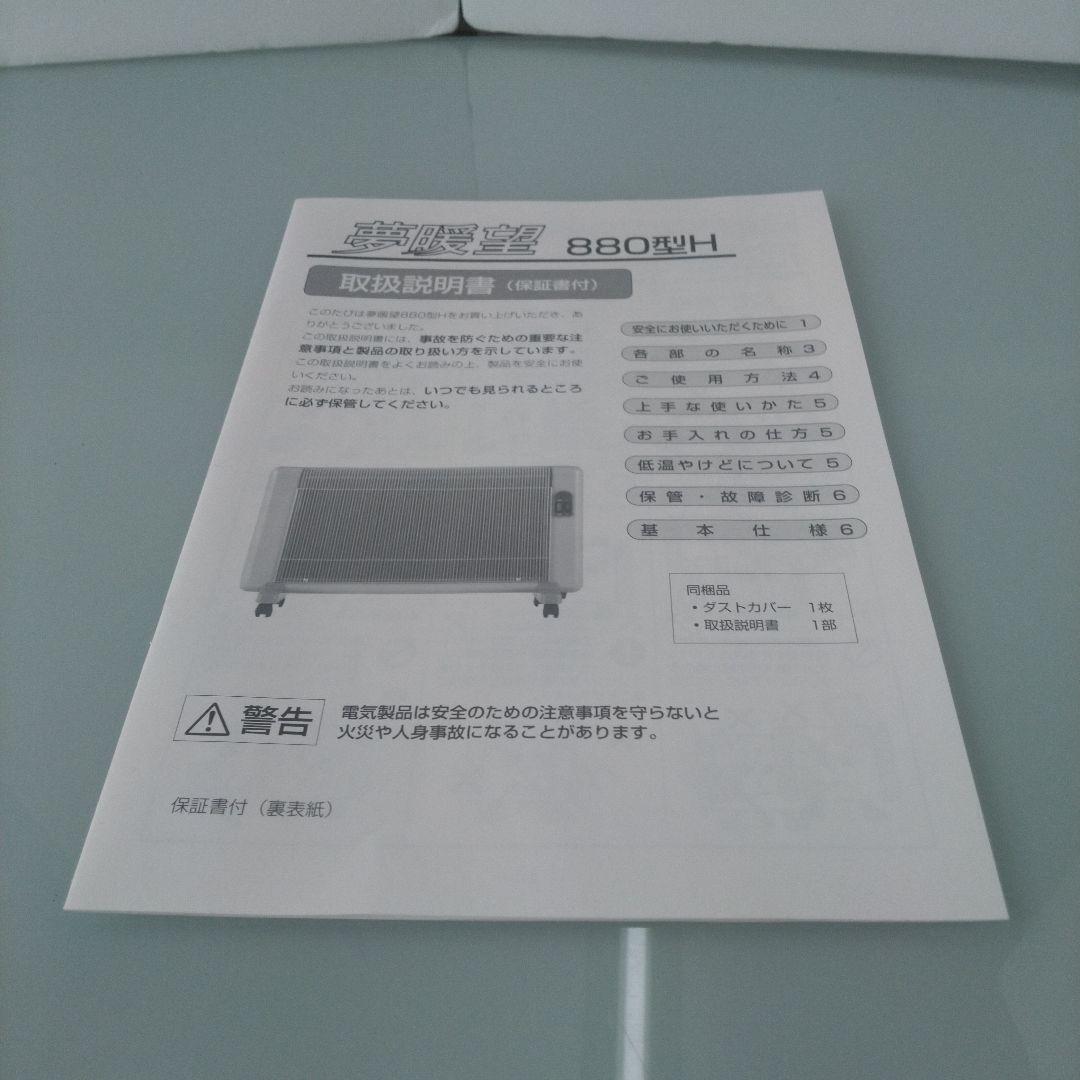 夢暖望 880型H
取扱説明書(保証書付)
このたびは夢暖望880型Hをお買い上げいただき、あ
りがとうございました。
この取扱説明書には、事故を防ぐための重要な注
意事項と製品の取り扱い方を示しています。
この取扱説明書をよくお読みの上、製品を安全にお使
いください。
お読みになったあとは、いつでも見られるところ
に必ず保管してください。
安全にお使いいただくために 1
各部の名称 3
ご使用方法 4
上手な使いかた 5
お手入れの仕方 5
低温やけどについて 5
保管・故障診断 6
基本仕様 6
同梱品
・ダストカバー 1枚
・取扱説明書 1部
警告
電気製品は安全のための注意事項を守らないと
火災や人身事故になることがあります。
保証書付(裏表紙)